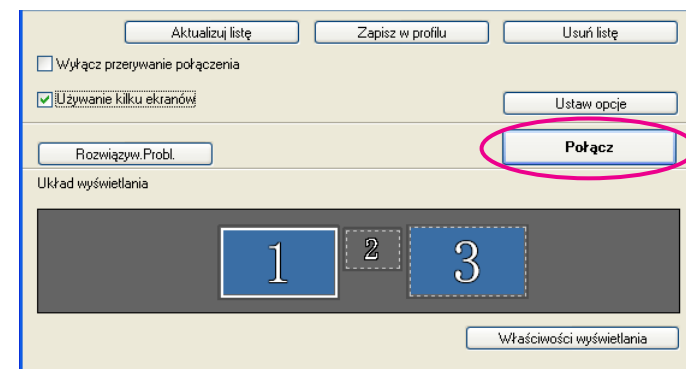 Aktualizuj listę Zapisz w profilu Usuń listę
Wyłącz przerywanie połączenia
Używanie kilku ekranów
Ustaw opcje
Rozwiązyw.Probl. Połącz
Układ wyświetlania
1 2 3
Właściwości wyświetlania